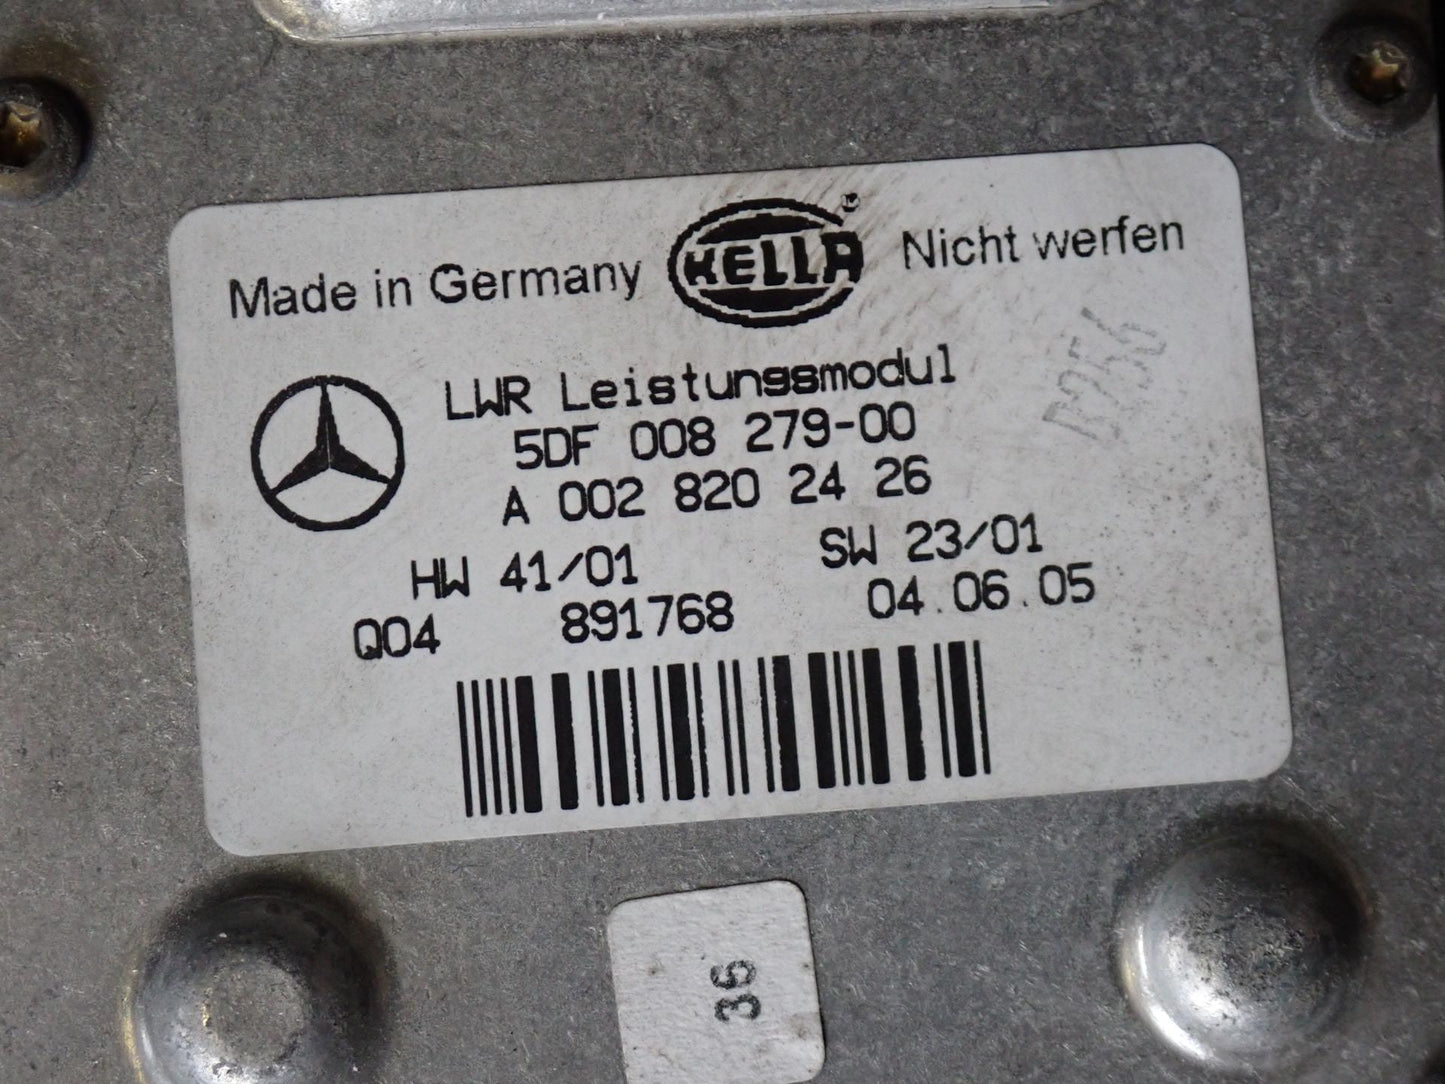 Made in Germany HELLA Nicht werfen
LWR Leistungsmodul
5DF 008 279-00
A 002 820 24 26
HW 41/01 SW 23/01
Q04 891768 04.06.05
36